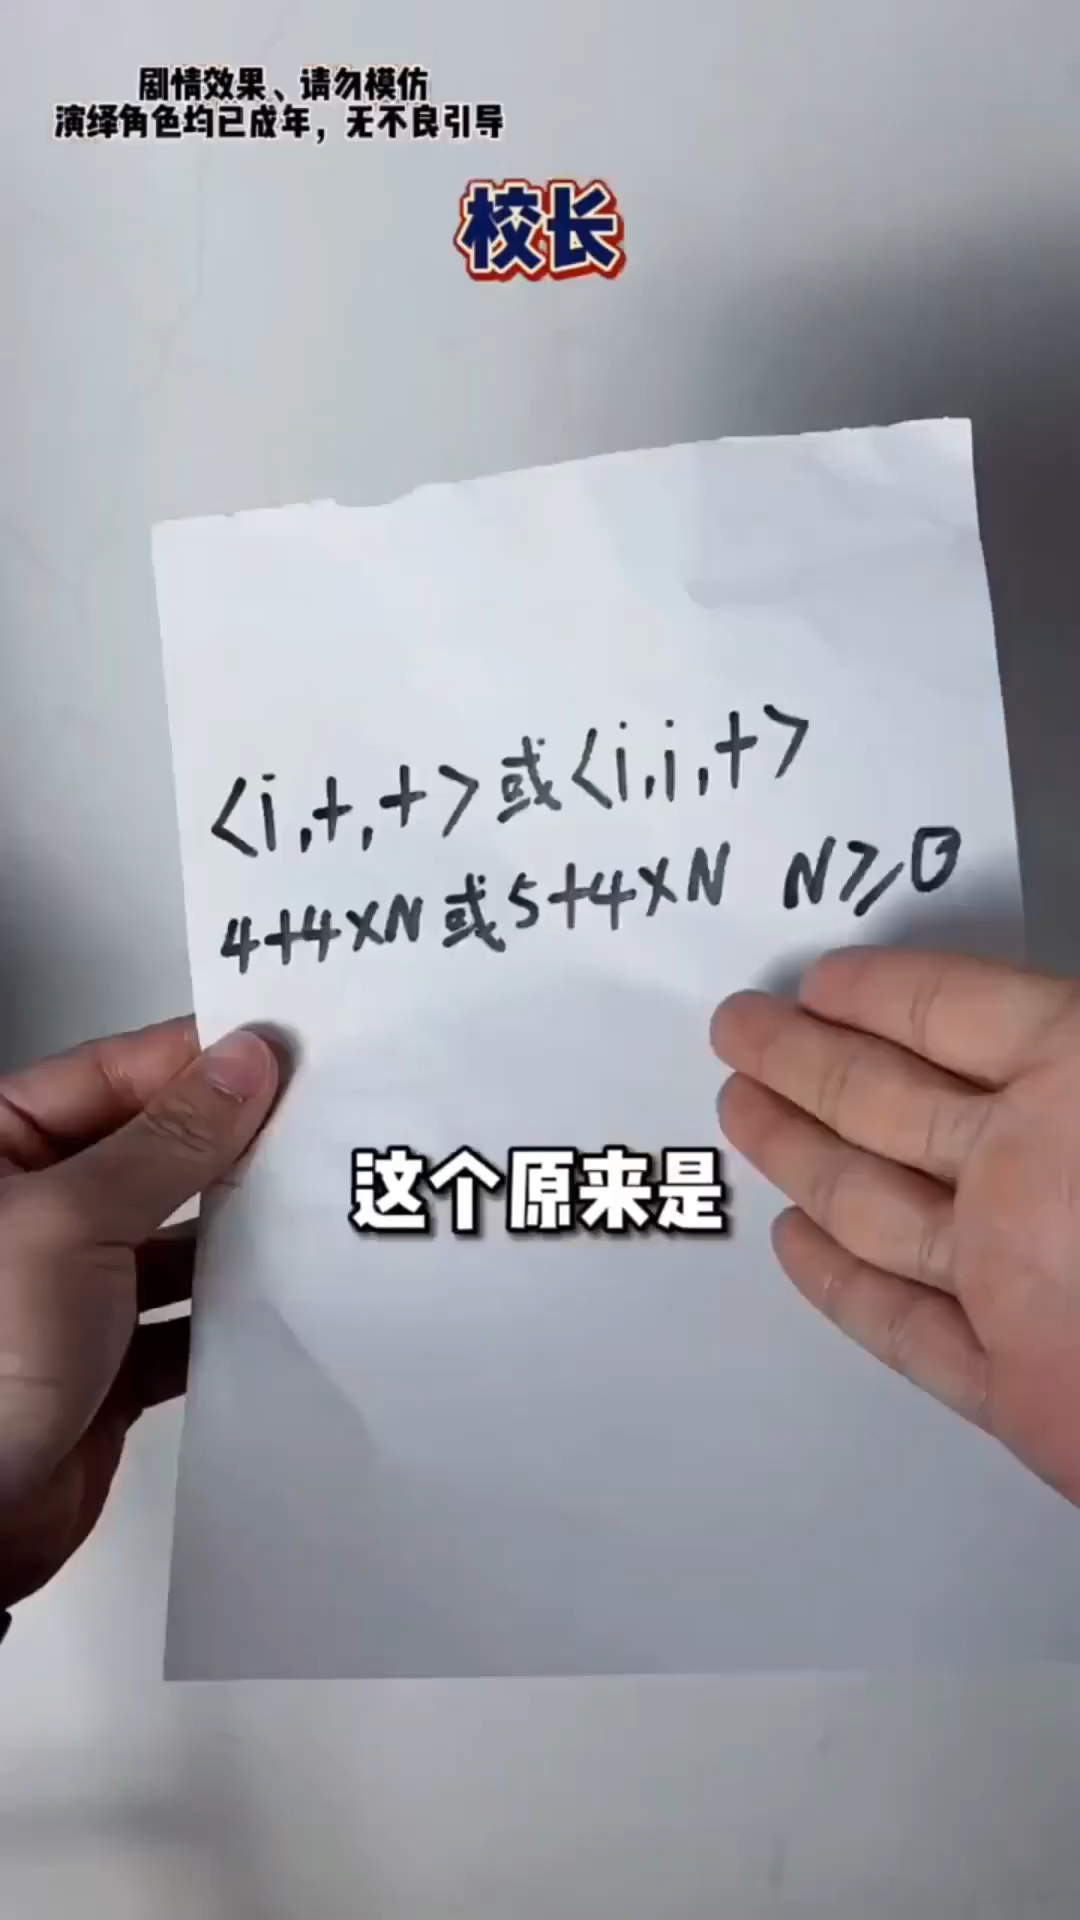 剧情效果、请勿模仿
演绎角色均已成年，无不良引导
校长
<i,+,+>或<i,i,+>
4+4×N或5+4×N N≥0
这个原来是